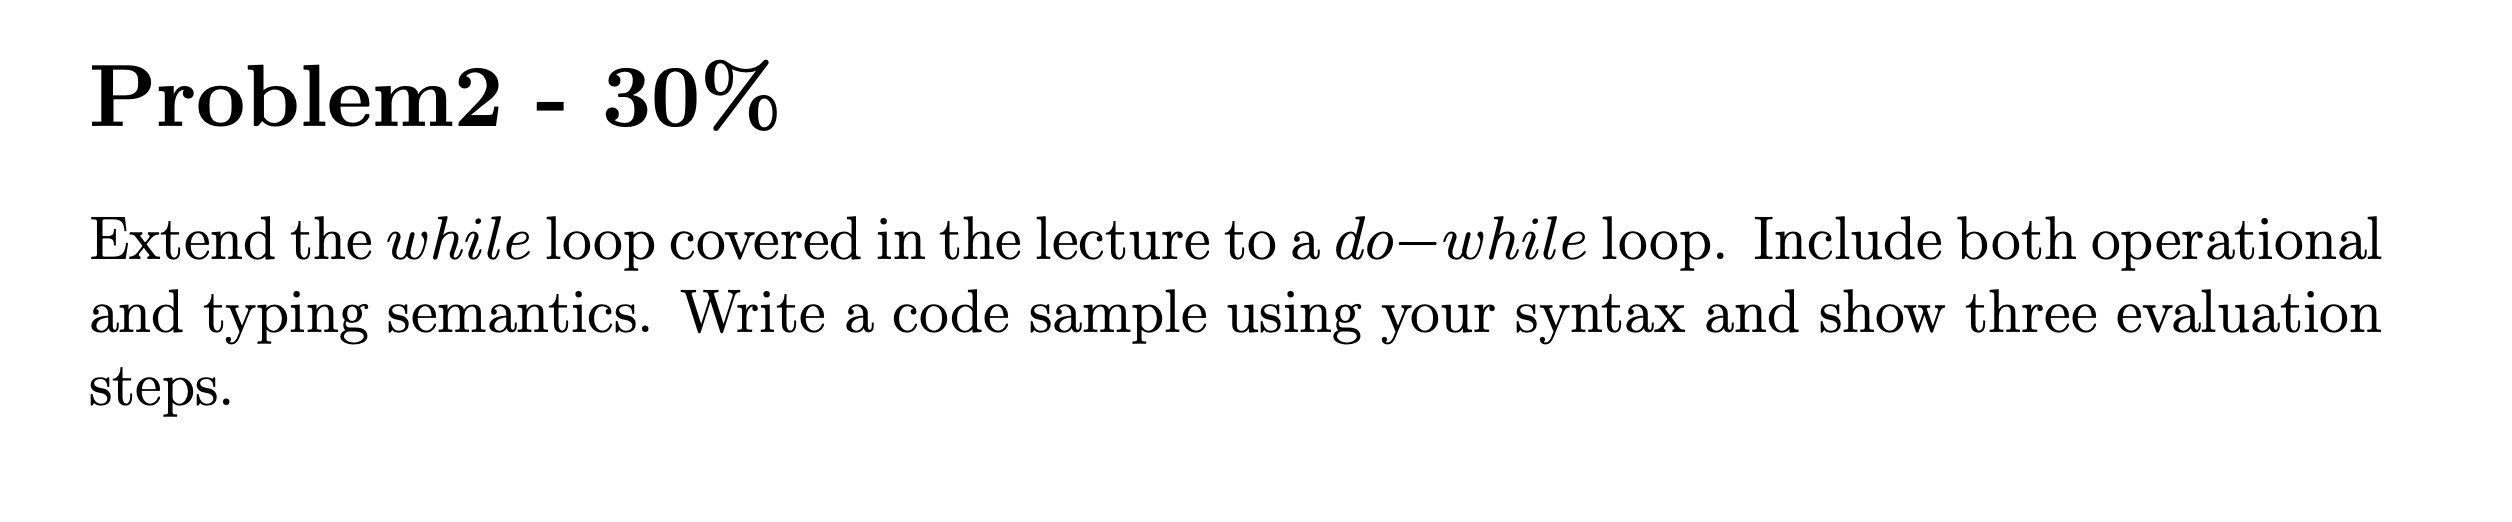 Problem2 - 30%
Extend the while loop covered in the lecture to a do−while loop. Include both operational
and typing semantics. Write a code sample using your syntax and show three evaluation
steps.